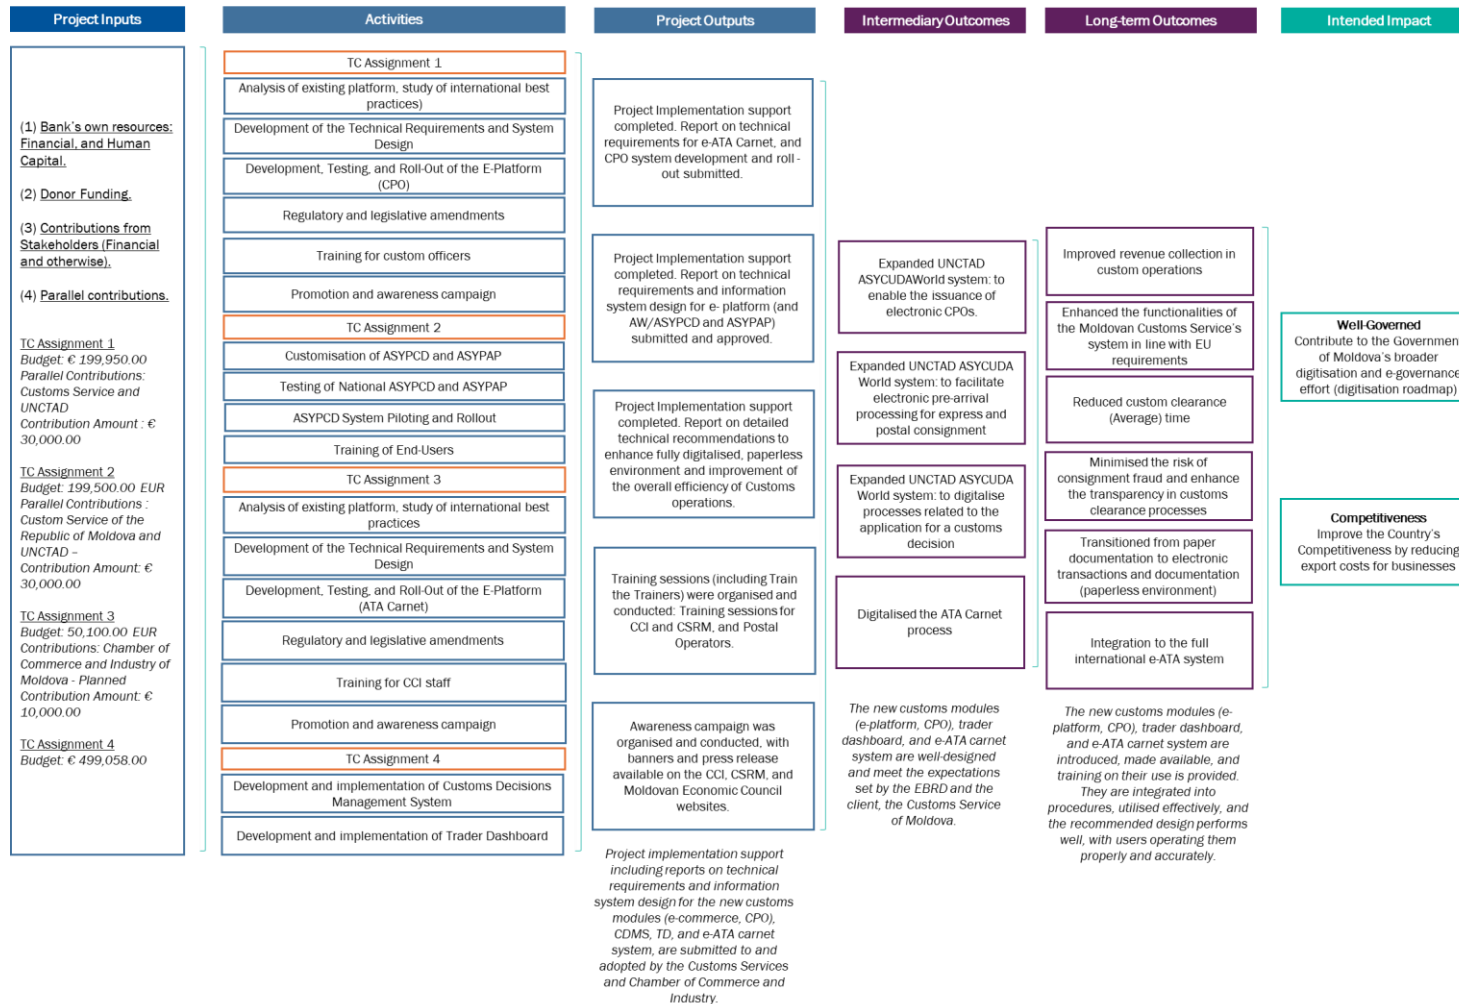 Project Inputs
Activities
Project Outputs
Intermediary Outcomes
Long-term Outcomes
Intended Impact
(1) Bank's own resources:
Financial, and Human
Capital.
(2) Donor Funding.
(3) Contributions from
Stakeholders (Financial
and otherwise).
(4) Parallel contributions.
TC Assignment 1
Budget: € 199,950.00
Parallel Contributions:
Customs Service and
UNCTAD
Contribution Amount : €
30,000.00
TC Assignment 2
Budget: 199,500.00 EUR
Parallel Contributions :
Custom Service of the
Republic of Moldova and
UNCTAD –
Contribution Amount: €
30,000.00
TC Assignment 3
Budget: 50,100.00 EUR
Contributions: Chamber of
Commerce and Industry of
Moldova - Planned
Contribution Amount: €
10,000.00
TC Assignment 4
Budget: € 499,058.00
TC Assignment 1
Analysis of existing platform, study of international best
practices)
Development of the Technical Requirements and System
Design
Development, Testing, and Roll-Out of the E-Platform
(CPO)
Regulatory and legislative amendments
Training for custom officers
Promotion and awareness campaign
TC Assignment 2
Customisation of ASYPCD and ASYPAP
Testing of National ASYPCD and ASYPAP
ASYPCD System Piloting and Rollout
Training of End-Users
TC Assignment 3
Analysis of existing platform, study of international best
practices
Development of the Technical Requirements and System
Design
Development, Testing, and Roll-Out of the E-Platform
(ATA Carnet)
Regulatory and legislative amendments
Training for CCI staff
Promotion and awareness campaign
TC Assignment 4
Development and implementation of Customs Decisions
Management System
Development and implementation of Trader Dashboard
Project Implementation support
completed. Report on technical
requirements for e-ATA Carnet, and
CPO system development and roll -
out submitted.
Project Implementation support
completed. Report on technical
requirements and information
system design for e- platform (and
AW/ASYPCD and ASYPAP)
submitted and approved.
Project Implementation support
completed. Report on detailed
technical recommendations to
enhance fully digitalised, paperless
environment and improvement of
the overall efficiency of Customs
operations.
Training sessions (including Train
the Trainers) were organised and
conducted: Training sessions for
CCI and CSRM, and Postal
Operators.
Awareness campaign was
organised and conducted, with
banners and press release
available on the CCI, CSRM, and
Moldovan Economic Council
websites.
Project implementation support
including reports on technical
requirements and information
system design for the new customs
modules (e-commerce, CPO),
CDMS, TD, and e-ATA carnet
system, are submitted to and
adopted by the Customs Services
and Chamber of Commerce and
Industry.
Expanded UNCTAD
ASYCUDAWorld system: to
enable the issuance of
electronic CPOs.
Expanded UNCTAD ASYCUDA
World system: to facilitate
electronic pre-arrival
processing for express and
postal consignment
Expanded UNCTAD ASYCUDA
World system: to digitalise
processes related to the
application for a customs
decision
Digitalised the ATA Carnet
process
The new customs modules
(e-platform, CPO), trader
dashboard, and e-ATA carnet
system are well-designed
and meet the expectations
set by the EBRD and the
client, the Customs Service
of Moldova.
Improved revenue collection in
custom operations
Enhanced the functionalities of
the Moldovan Customs Service's
system in line with EU
requirements
Reduced custom clearance
(Average) time
Minimised the risk of
consignment fraud and enhance
the transparency in customs
clearance processes
Transitioned from paper
documentation to electronic
transactions and documentation
(paperless environment)
Integration to the full
international e-ATA system
The new customs modules (e-
platform, CPO), trader dashboard,
and e-ATA carnet system are
introduced, made available, and
training on their use is provided.
They are integrated into
procedures, utilised effectively, and
the recommended design performs
well, with users operating them
properly and accurately.
Well-Governed
Contribute to the Government
of Moldova's broader
digitisation and e-governance
effort (digitisation roadmap)
Competitiveness
Improve the Country's
Competitiveness by reducing
export costs for businesses